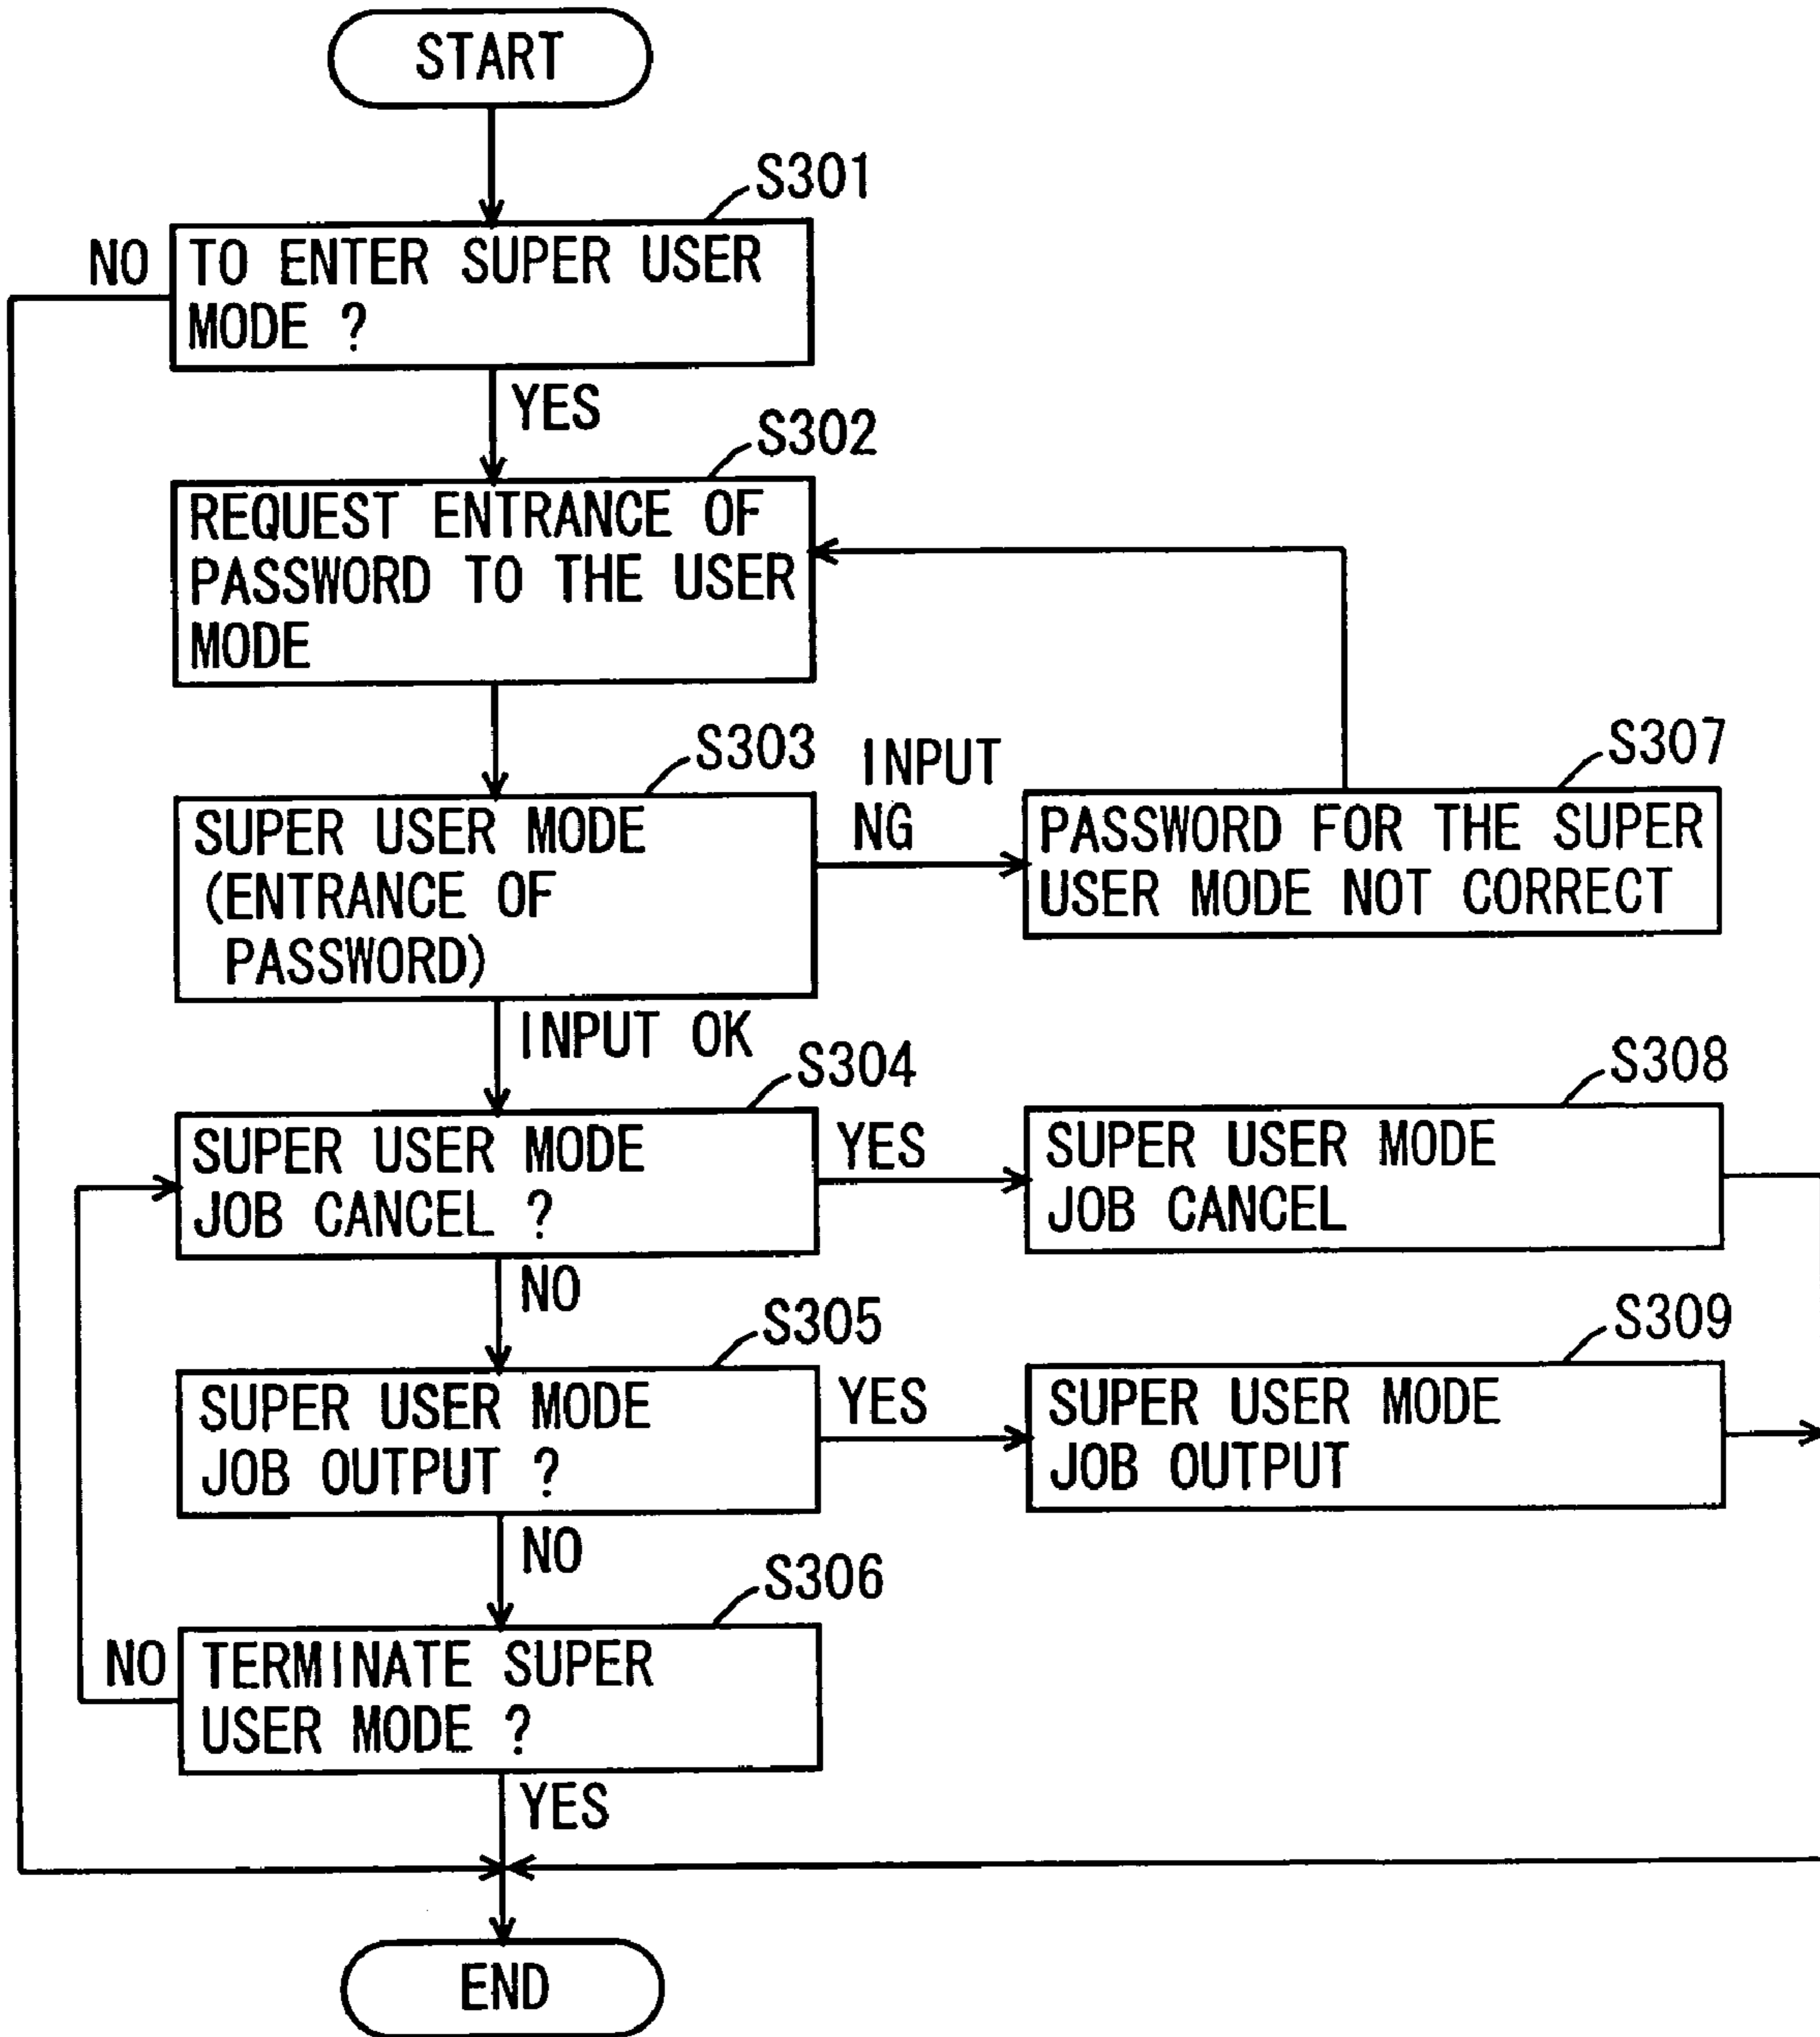 START
S301
NO
TO ENTER SUPER USER
MODE ?
YES
S302
REQUEST ENTRANCE OF
PASSWORD TO THE USER
MODE
S303
SUPER USER MODE
(ENTRANCE OF
PASSWORD)
INPUT
NG
S307
PASSWORD FOR THE SUPER
USER MODE NOT CORRECT
INPUT OK
S304
SUPER USER MODE
JOB CANCEL ?
YES
S308
SUPER USER MODE
JOB CANCEL
NO
S305
SUPER USER MODE
JOB OUTPUT ?
YES
S309
SUPER USER MODE
JOB OUTPUT
NO
S306
NO
TERMINATE SUPER
USER MODE ?
YES
END